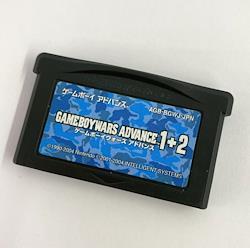 ゲームボーイ アドバンス
AGB-BGWJ-JPN
GAMEBOYWARS ADVANCE 1+2
ゲームボーイウォーズ アドバンス
©1990-2004 Nintendo ©2001-2004 INTELLIGENT SYSTEMS